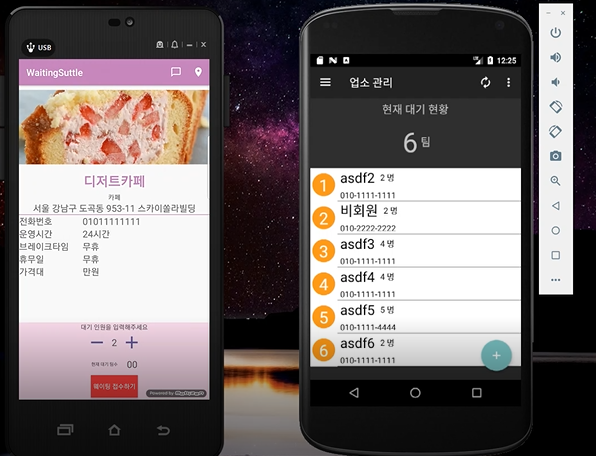 USB
WaitingSuttle
디저트카페
카페
서울 강남구 도곡동 953-11 스카이쏠라빌딩
전화번호 01011111111
운영시간 24시간
브레이크타임 무휴
휴무일 무휴
가격대 만원
대기 인원을 입력해주세요
− 2 +
현재 대기 팀수 00
웨이팅 접수하기
Powered by
12:25
업소 관리
현재 대기 현황
6 팀
1 asdf2 2 명
010-1111-1111
2 비회원 2 명
010-2222-2222
3 asdf3 4 명
010-1111-1111
4 asdf4 4 명
010-1111-1111
5 asdf5 5 명
010-1111-4444
6 asdf6 2 명
010-1111-1111
+